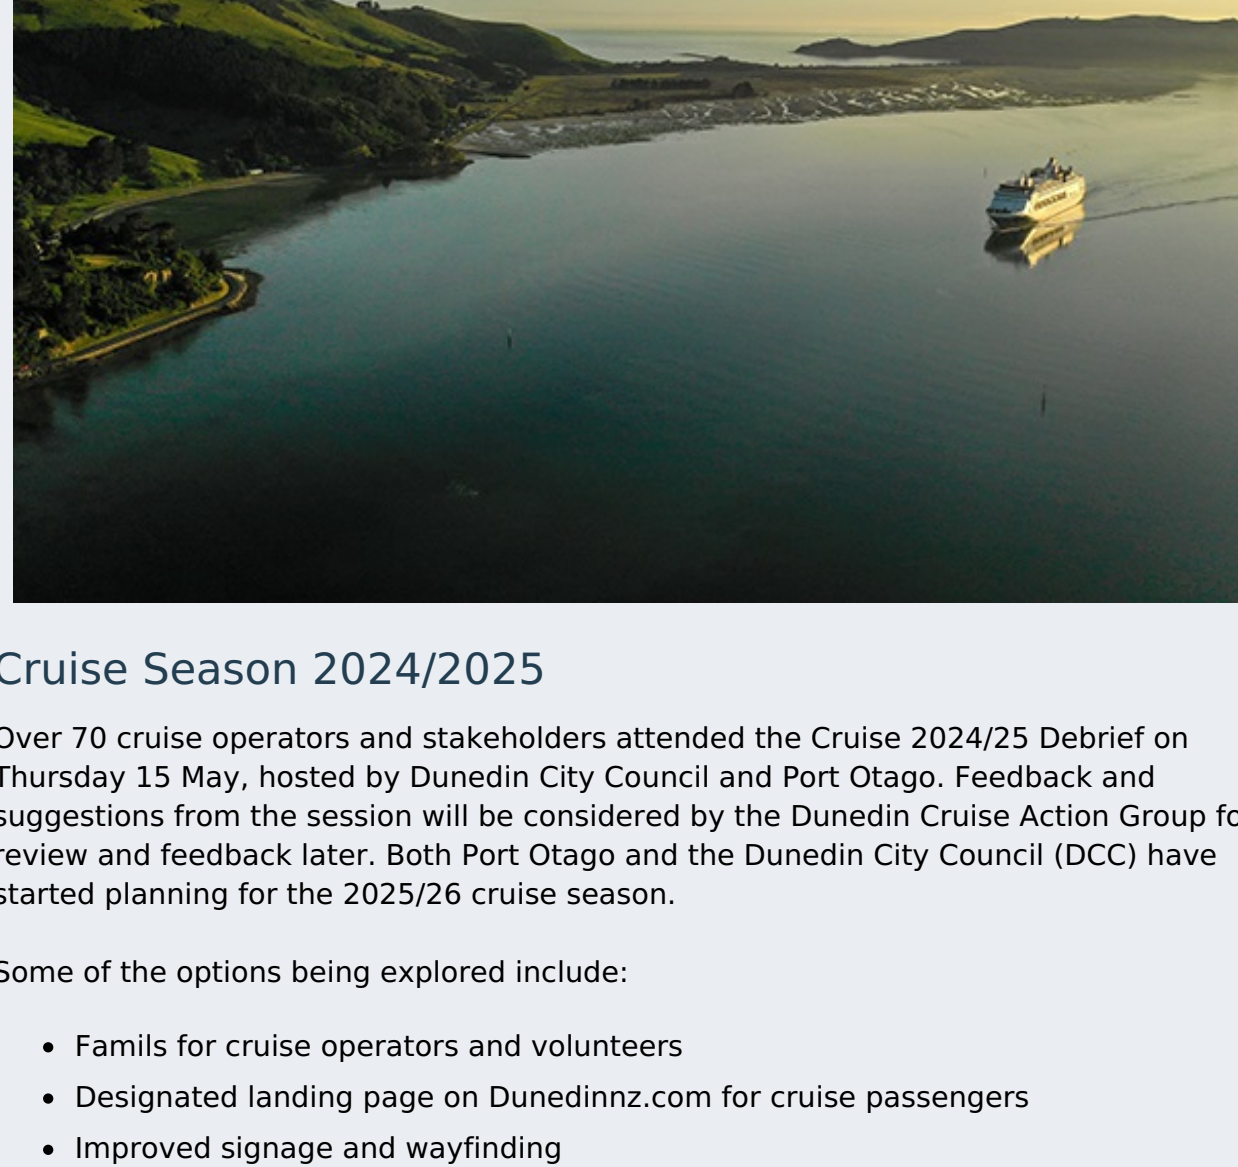 Cruise Season 2024/2025
Over 70 cruise operators and stakeholders attended the Cruise 2024/25 Debrief on
Thursday 15 May, hosted by Dunedin City Council and Port Otago. Feedback and
suggestions from the session will be considered by the Dunedin Cruise Action Group fo
review and feedback later. Both Port Otago and the Dunedin City Council (DCC) have
started planning for the 2025/26 cruise season.
Some of the options being explored include:
• Famils for cruise operators and volunteers
• Designated landing page on Dunedinnz.com for cruise passengers
• Improved signage and wayfinding